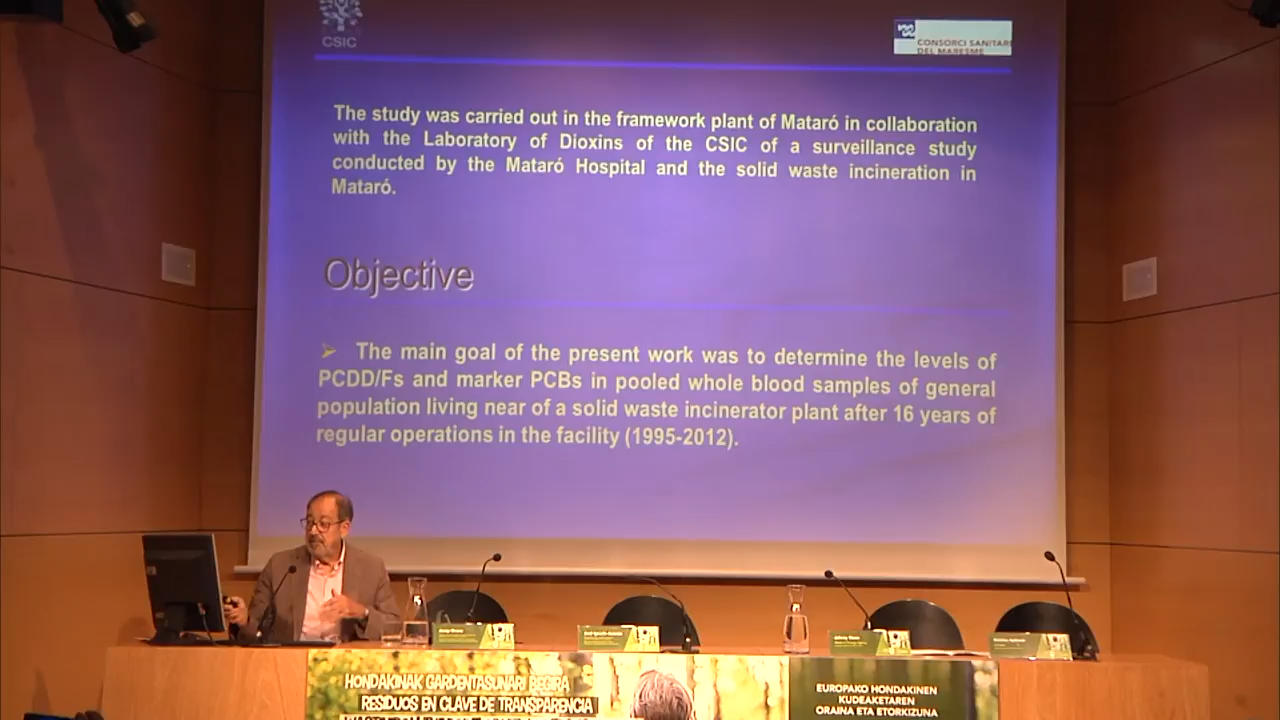 CSIC
CONSORCI SANITARI
DEL MARESME
The study was carried out in the framework plant of Mataró in collaboration
with the Laboratory of Dioxins of the CSIC of a surveillance study
conducted by the Mataró Hospital and the solid waste incineration in
Mataró.
Objective
The main goal of the present work was to determine the levels of
PCDD/Fs and marker PCBs in pooled whole blood samples of general
population living near of a solid waste incinerator plant after 16 years of
regular operations in the facility (1995-2012).
HONDAKINAK GARDENTASUNARI BEGIRA
RESIDUOS EN CLAVE DE TRANSPARENCIA
EUROPAKO HONDAKINEN
KUDEAKETAREN
ORAINA ETA ETORKIZUNA